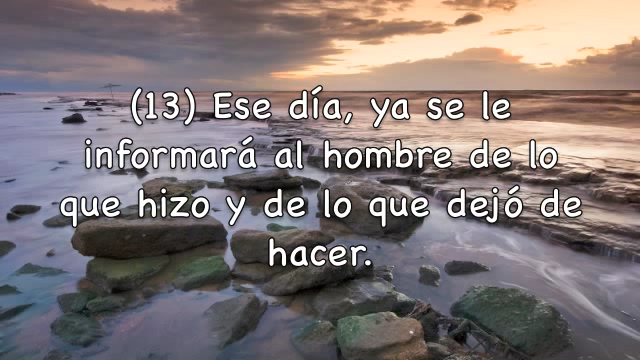 (13) Ese día, ya se le
informará al hombre de lo
que hizo y de lo que dejó de
hacer.